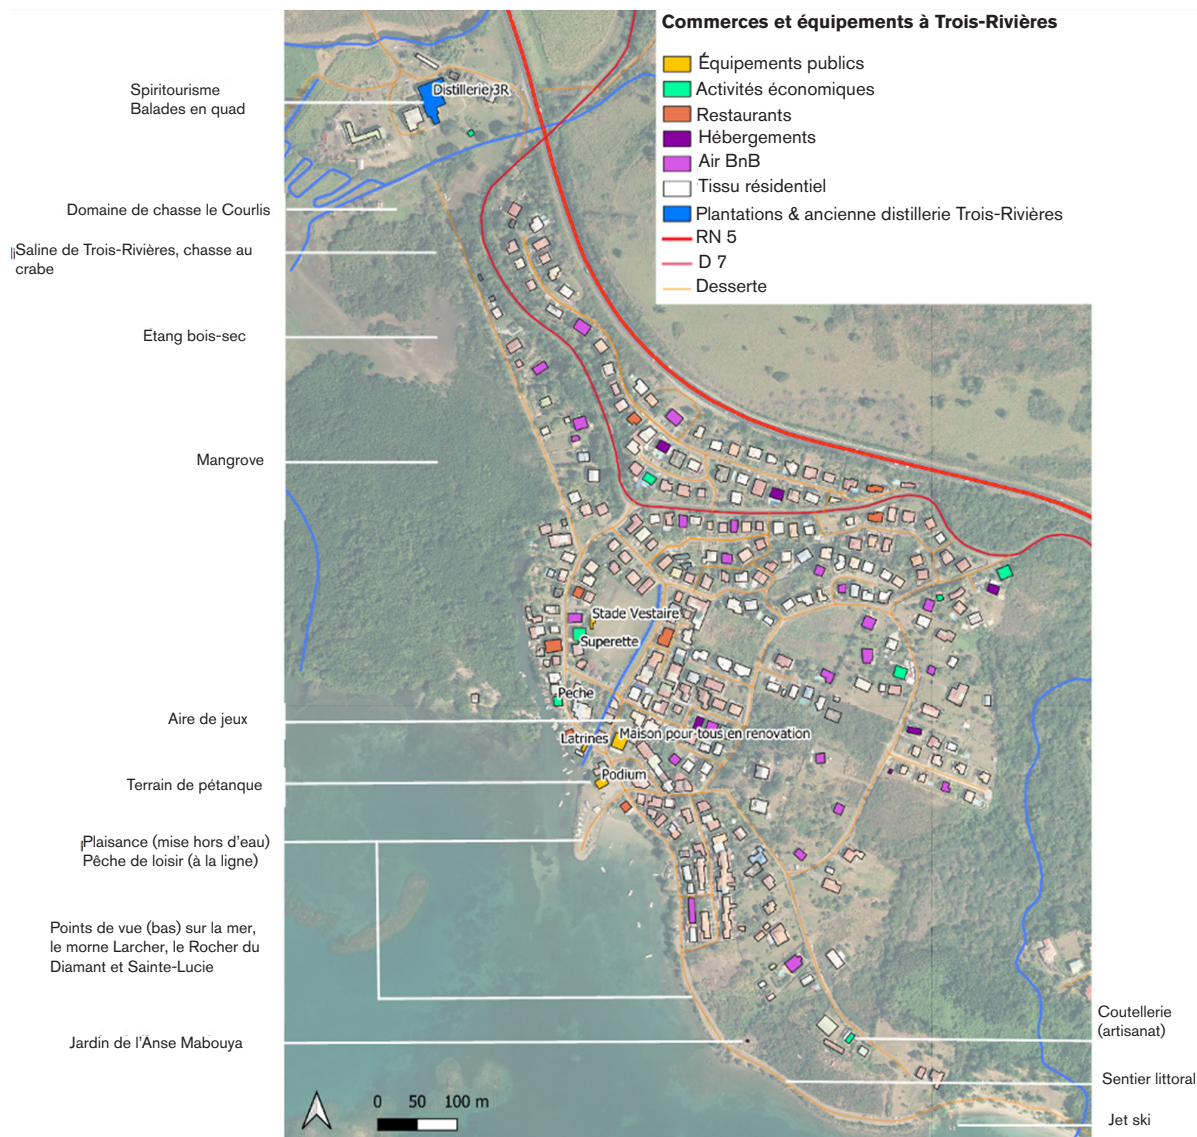 Commerces et équipements à Trois-Rivières
Équipements publics
Activités économiques
Restaurants
Hébergements
Air BnB
Tissu résidentiel
Plantations & ancienne distillerie Trois-Rivières
RN 5
D 7
Desserte
Spiritourisme
Balades en quad
Distillerie 3R
Domaine de chasse le Courlis
Saline de Trois-Rivières, chasse au
crabe
Etang bois-sec
Mangrove
Stade Vestaire
Superette
Peche
Aire de jeux
Latrines
Maison pour tous en renovation
Podium
Terrain de pétanque
Plaisance (mise hors d'eau)
Pêche de loisir (à la ligne)
Points de vue (bas) sur la mer,
le morne Larcher, le Rocher du
Diamant et Sainte-Lucie
Jardin de l'Anse Mabouya
Coutellerie
(artisanat)
Sentier littoral
Jet ski
0 50 100 m